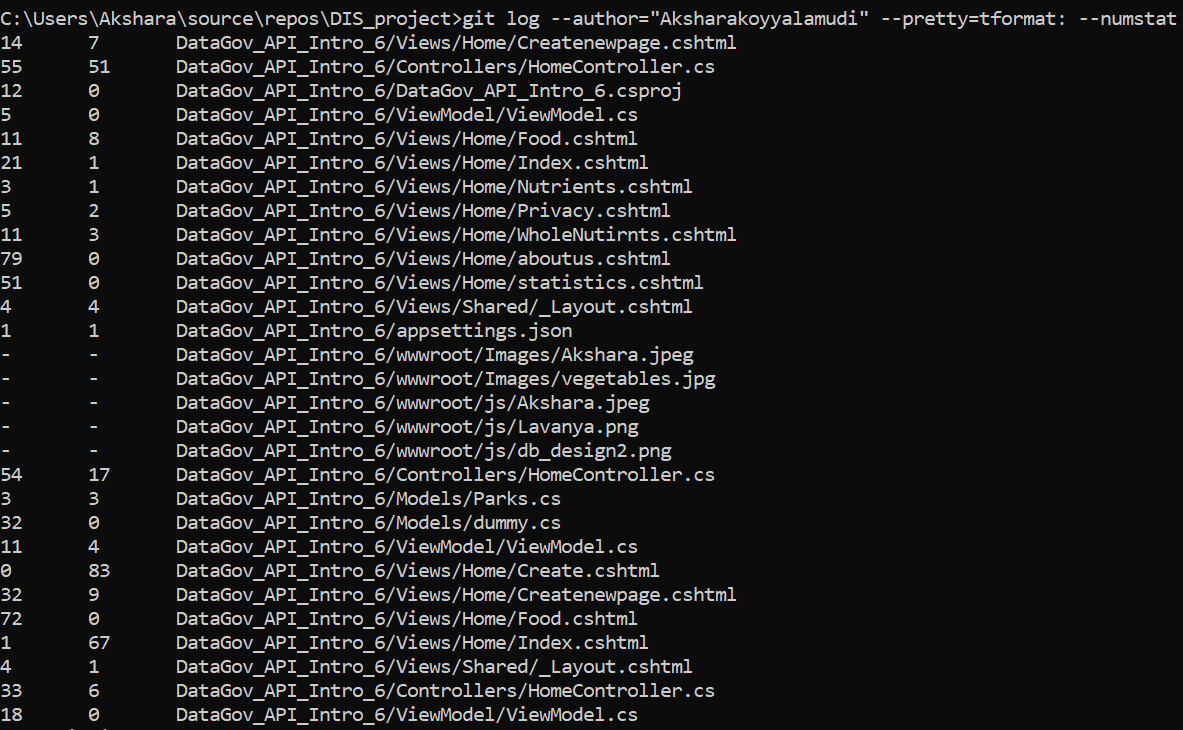 C:\Users\Akshara\source\repos\DIS_project>git log --author="Aksharakoyyalamudi" --pretty=tformat: --numstat
14 7 DataGov_API_Intro_6/Views/Home/Createnewpage.cshtml
55 51 DataGov_API_Intro_6/Controllers/HomeController.cs
12 0 DataGov_API_Intro_6/DataGov_API_Intro_6.csproj
5 0 DataGov_API_Intro_6/ViewModel/ViewModel.cs
11 8 DataGov_API_Intro_6/Views/Home/Food.cshtml
21 1 DataGov_API_Intro_6/Views/Home/Index.cshtml
3 1 DataGov_API_Intro_6/Views/Home/Nutrients.cshtml
5 2 DataGov_API_Intro_6/Views/Home/Privacy.cshtml
11 3 DataGov_API_Intro_6/Views/Home/WholeNutirnts.cshtml
79 0 DataGov_API_Intro_6/Views/Home/aboutus.cshtml
51 0 DataGov_API_Intro_6/Views/Home/statistics.cshtml
4 4 DataGov_API_Intro_6/Views/Shared/_Layout.cshtml
1 1 DataGov_API_Intro_6/appsettings.json
- - DataGov_API_Intro_6/wwwroot/Images/Akshara.jpeg
- - DataGov_API_Intro_6/wwwroot/Images/vegetables.jpg
- - DataGov_API_Intro_6/wwwroot/js/Akshara.jpeg
- - DataGov_API_Intro_6/wwwroot/js/Lavanya.png
- - DataGov_API_Intro_6/wwwroot/js/db_design2.png
54 17 DataGov_API_Intro_6/Controllers/HomeController.cs
3 3 DataGov_API_Intro_6/Models/Parks.cs
32 0 DataGov_API_Intro_6/Models/dummy.cs
11 4 DataGov_API_Intro_6/ViewModel/ViewModel.cs
0 83 DataGov_API_Intro_6/Views/Home/Create.cshtml
32 9 DataGov_API_Intro_6/Views/Home/Createnewpage.cshtml
72 0 DataGov_API_Intro_6/Views/Home/Food.cshtml
1 67 DataGov_API_Intro_6/Views/Home/Index.cshtml
4 1 DataGov_API_Intro_6/Views/Shared/_Layout.cshtml
33 6 DataGov_API_Intro_6/Controllers/HomeController.cs
18 0 DataGov_API_Intro_6/ViewModel/ViewModel.cs